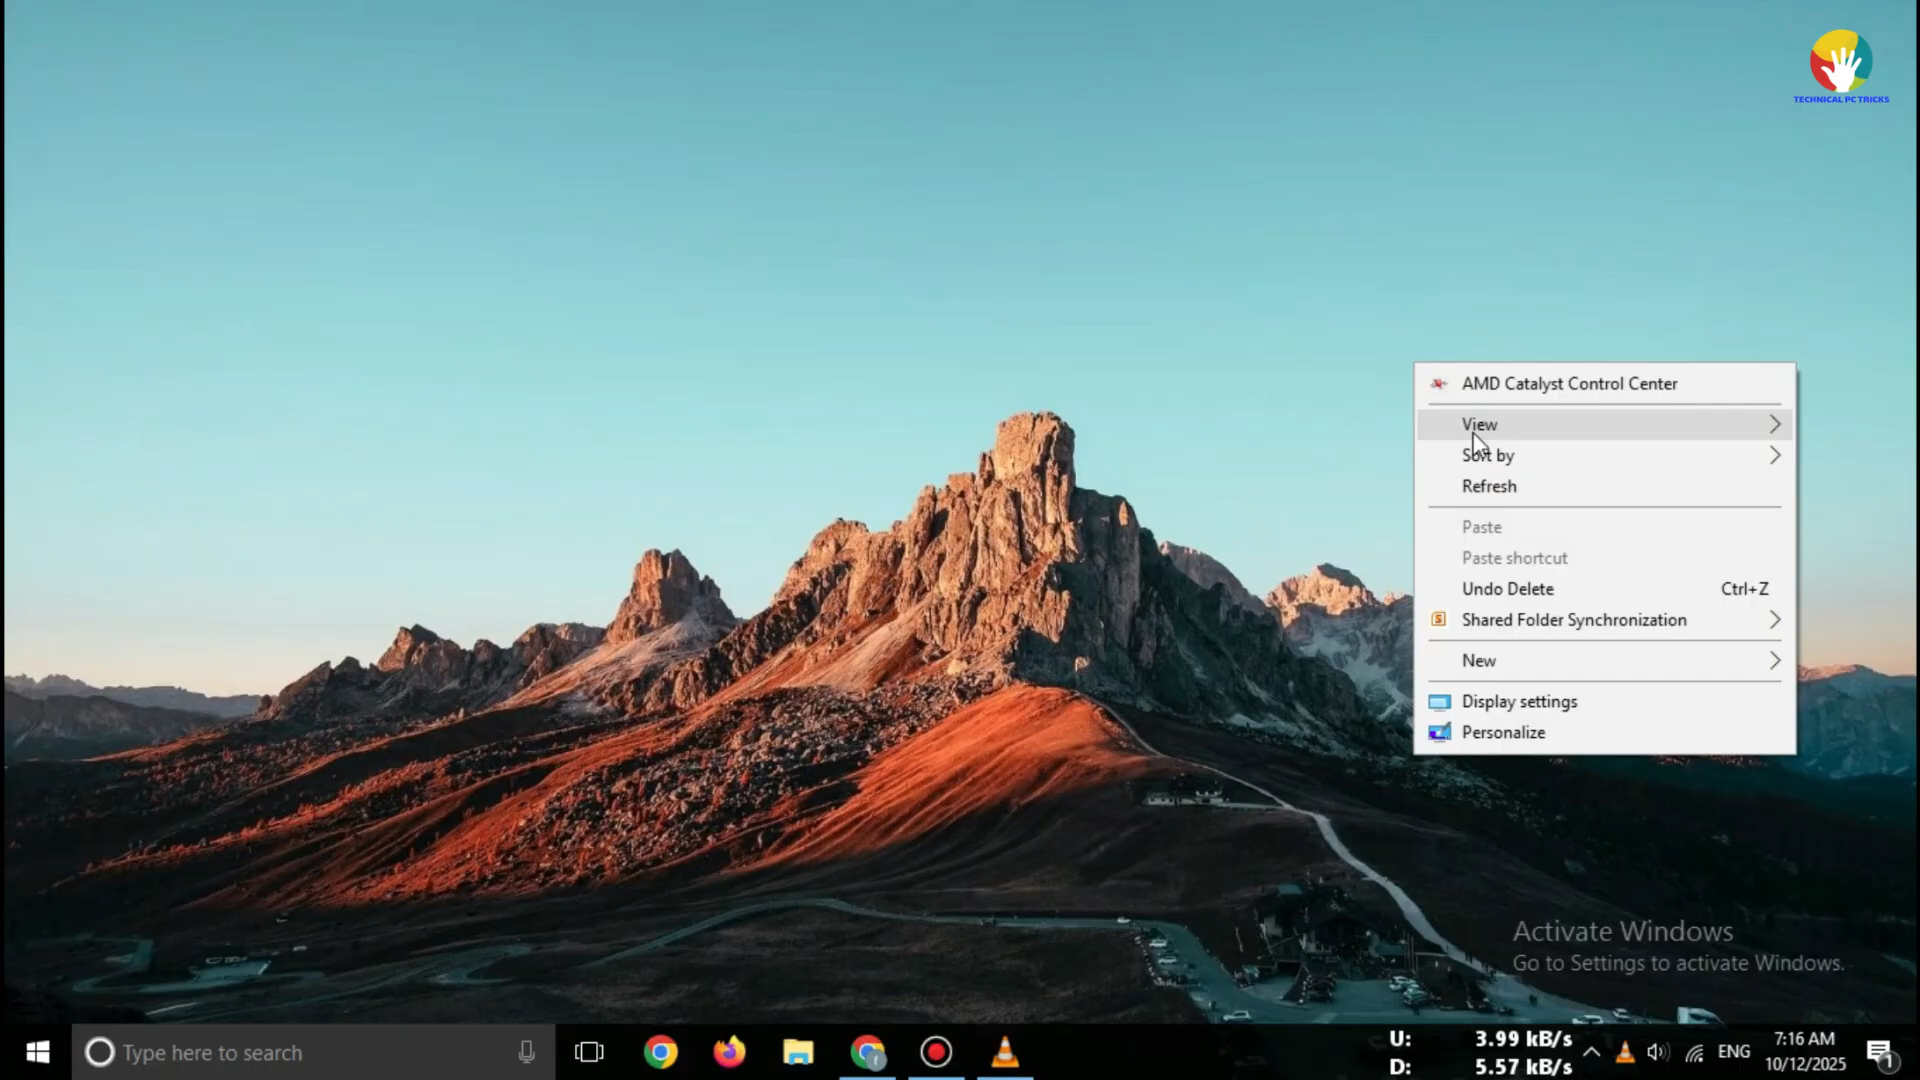 TECHNICAL PC TRICKS
AMD Catalyst Control Center
View
Sort by
Refresh
Paste
Paste shortcut
Undo Delete Ctrl+Z
Shared Folder Synchronization
New
Display settings
Personalize
Activate Windows
Go to Settings to activate Windows.
Type here to search
U: 3.99 kB/s
D: 5.57 kB/s
ENG
7:16 AM
10/12/2025
1